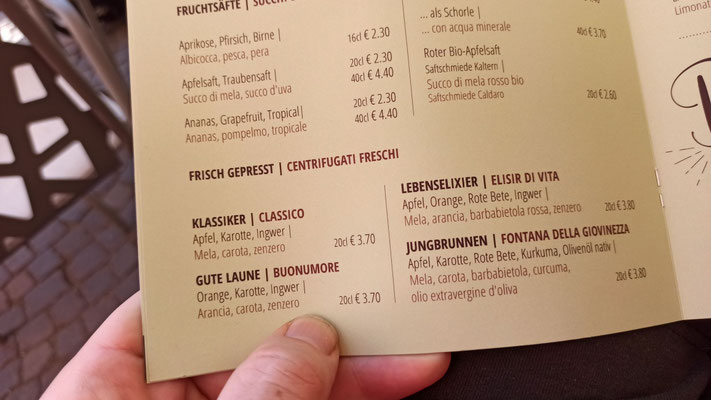 FRUCHTSÄFTE | SUCCHI
Aprikose, Pfirsich, Birne |
Albicocca, pesca, pera
16cl € 2.30
Apfelsaft, Traubensaft |
Succo di mela, succo d'uva
20cl € 2.30
40cl € 4.40
Ananas, Grapefruit, Tropical|
Ananas, pompelmo, tropicale
20cl € 2.30
40cl € 4.40
... als Schorle |
... con acqua minerale
40cl € 3.70
Roter Bio-Apfelsaft
Saftschmiede Kaltern |
Succo di mela rosso bio
Saftschmiede Caldaro
20cl € 2.60
FRISCH GEPRESST | CENTRIFUGATI FRESCHI
KLASSIKER | CLASSICO
Apfel, Karotte, Ingwer |
Mela, carota, zenzero
20cl € 3.70
GUTE LAUNE | BUONUMORE
Orange, Karotte, Ingwer |
Arancia, carota, zenzero
20cl € 3.70
LEBENSELIXIER | ELISIR DI VITA
Apfel, Orange, Rote Bete, Ingwer |
Mela, arancia, barbabietola rossa, zenzero
20cl € 3.80
JUNGBRUNNEN | FONTANA DELLA GIOVINEZZA
Apfel, Karotte, Rote Bete, Kurkuma, Olivenöl nativ |
Mela, carota, barbabietola, curcuma,
olio extravergine d'oliva
20cl € 3.80
Limonat